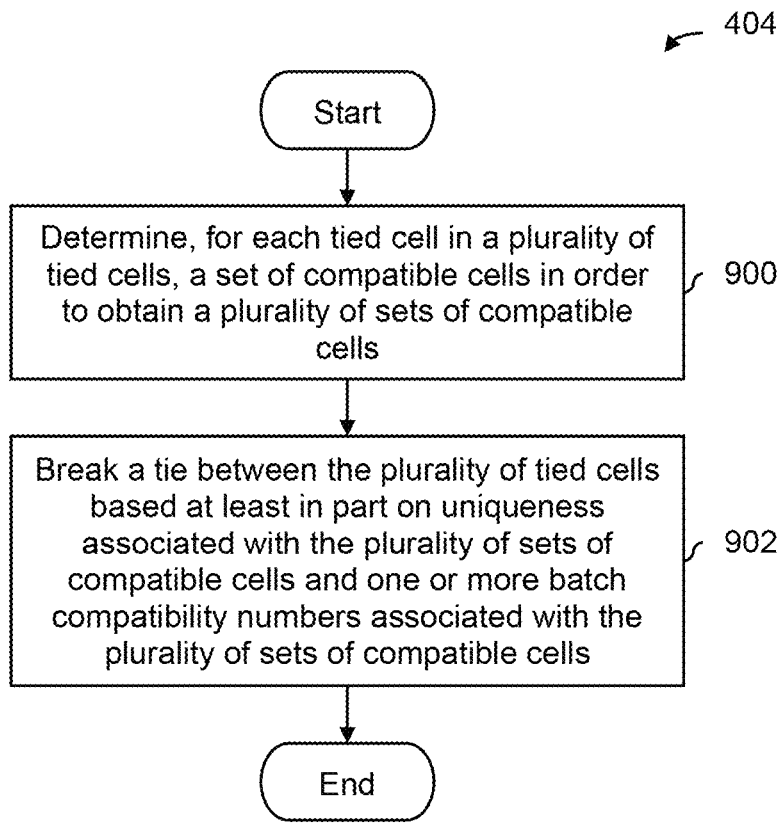 404
Start
Determine, for each tied cell in a plurality of
tied cells, a set of compatible cells in order
to obtain a plurality of sets of compatible
cells
900
Break a tie between the plurality of tied cells
based at least in part on uniqueness
associated with the plurality of sets of
compatible cells and one or more batch
compatibility numbers associated with the
plurality of sets of compatible cells
902
End